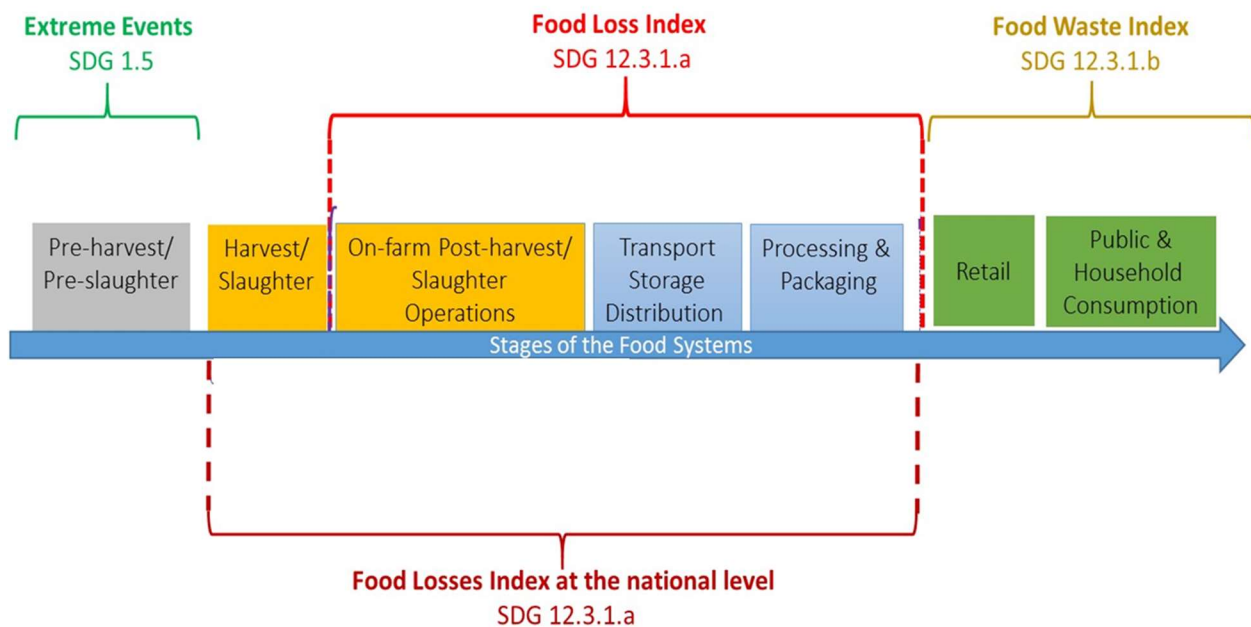 Extreme Events
SDG 1.5
Food Loss Index
SDG 12.3.1.a
Food Waste Index
SDG 12.3.1.b
Pre-harvest/
Pre-slaughter
Harvest/
Slaughter
On-farm Post-harvest/
Slaughter
Operations
Transport
Storage
Distribution
Processing &
Packaging
Retail
Public &
Household
Consumption
Stages of the Food Systems
Food Losses Index at the national level
SDG 12.3.1.a